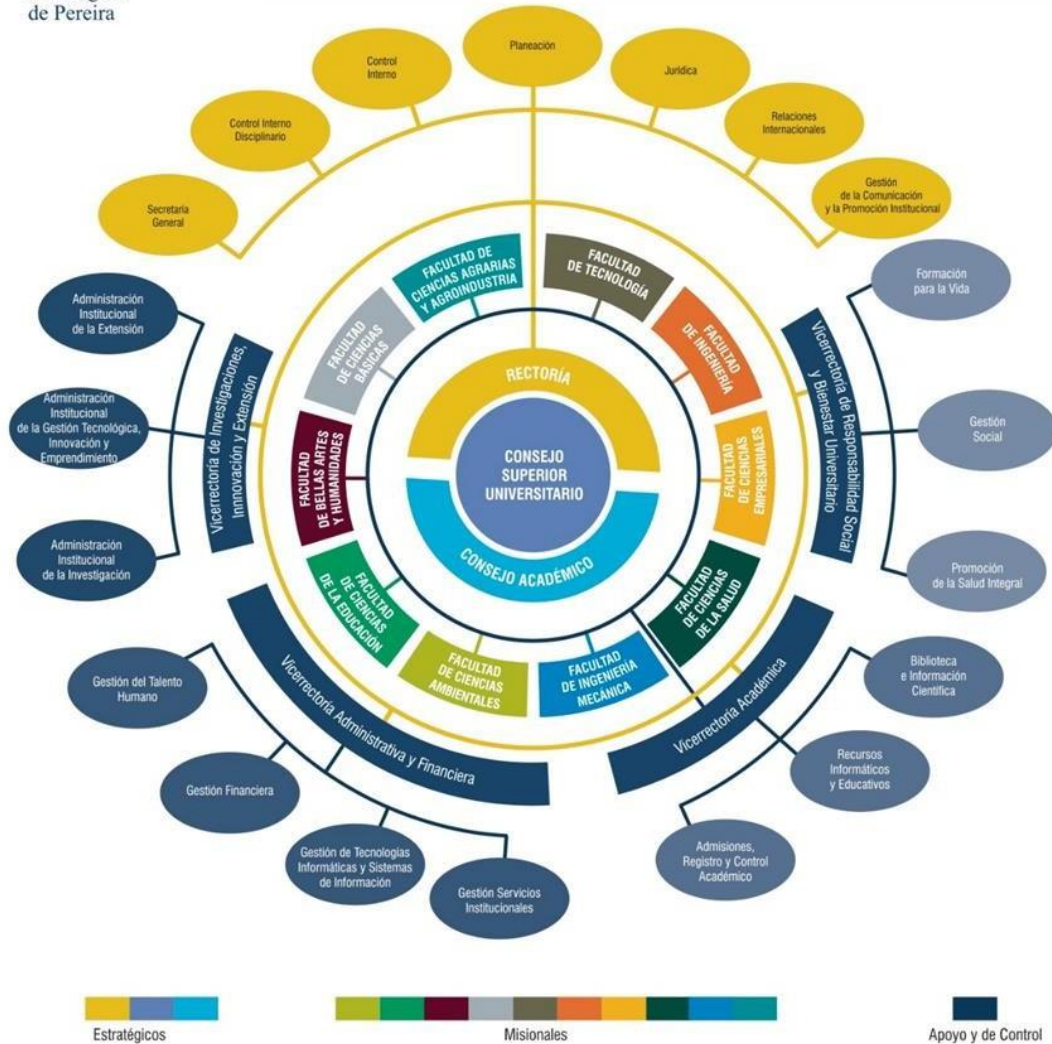 de Pereira
Planeación
Control
Interno
Jurídica
Control Interno
Disciplinario
Relaciones
Internacionales
Secretaría
General
Gestión
de la Comunicación
y la Promoción Institucional
FACULTAD DE
CIENCIAS AGRARIAS
Y AGROINDUSTRIA
FACULTAD
DE TECNOLOGÍA
FACULTAD
DE CIENCIAS
BÁSICAS
FACULTAD
DE INGENIERÍA
FACULTAD
DE BELLAS ARTES
Y HUMANIDADES
FACULTAD
DE CIENCIAS
EMPRESARIALES
FACULTAD
DE CIENCIAS
DE LA EDUCACIÓN
FACULTAD
DE CIENCIAS
DE LA SALUD
FACULTAD
DE CIENCIAS
AMBIENTALES
FACULTAD
DE INGENIERÍA
MECÁNICA
RECTORÍA
CONSEJO
SUPERIOR
UNIVERSITARIO
CONSEJO ACADÉMICO
Administración
Institucional
de la Extensión
Administración
Institucional
de la Gestión Tecnológica,
Innovación y
Emprendimiento
Administración
Institucional
de la Investigación
Vicerrectoría de Investigaciones,
Innnovación y Extensión
Formación
para la Vida
Gestión
Social
Promoción
de la Salud Integral
Vicerrectoría de Responsabilidad Social
y Bienestar Universitario
Vicerrectoría Administrativa y Financiera
Gestión del Talento
Humano
Gestión Financiera
Gestión de Tecnologías
Informáticas y Sistemas
de Información
Gestión Servicios
Institucionales
Vicerrectoría Académica
Biblioteca
e Información
Científica
Recursos
Informáticos
y Educativos
Admisiones,
Registro y Control
Académico
Estratégicos
Misionales
Apoyo y de Control